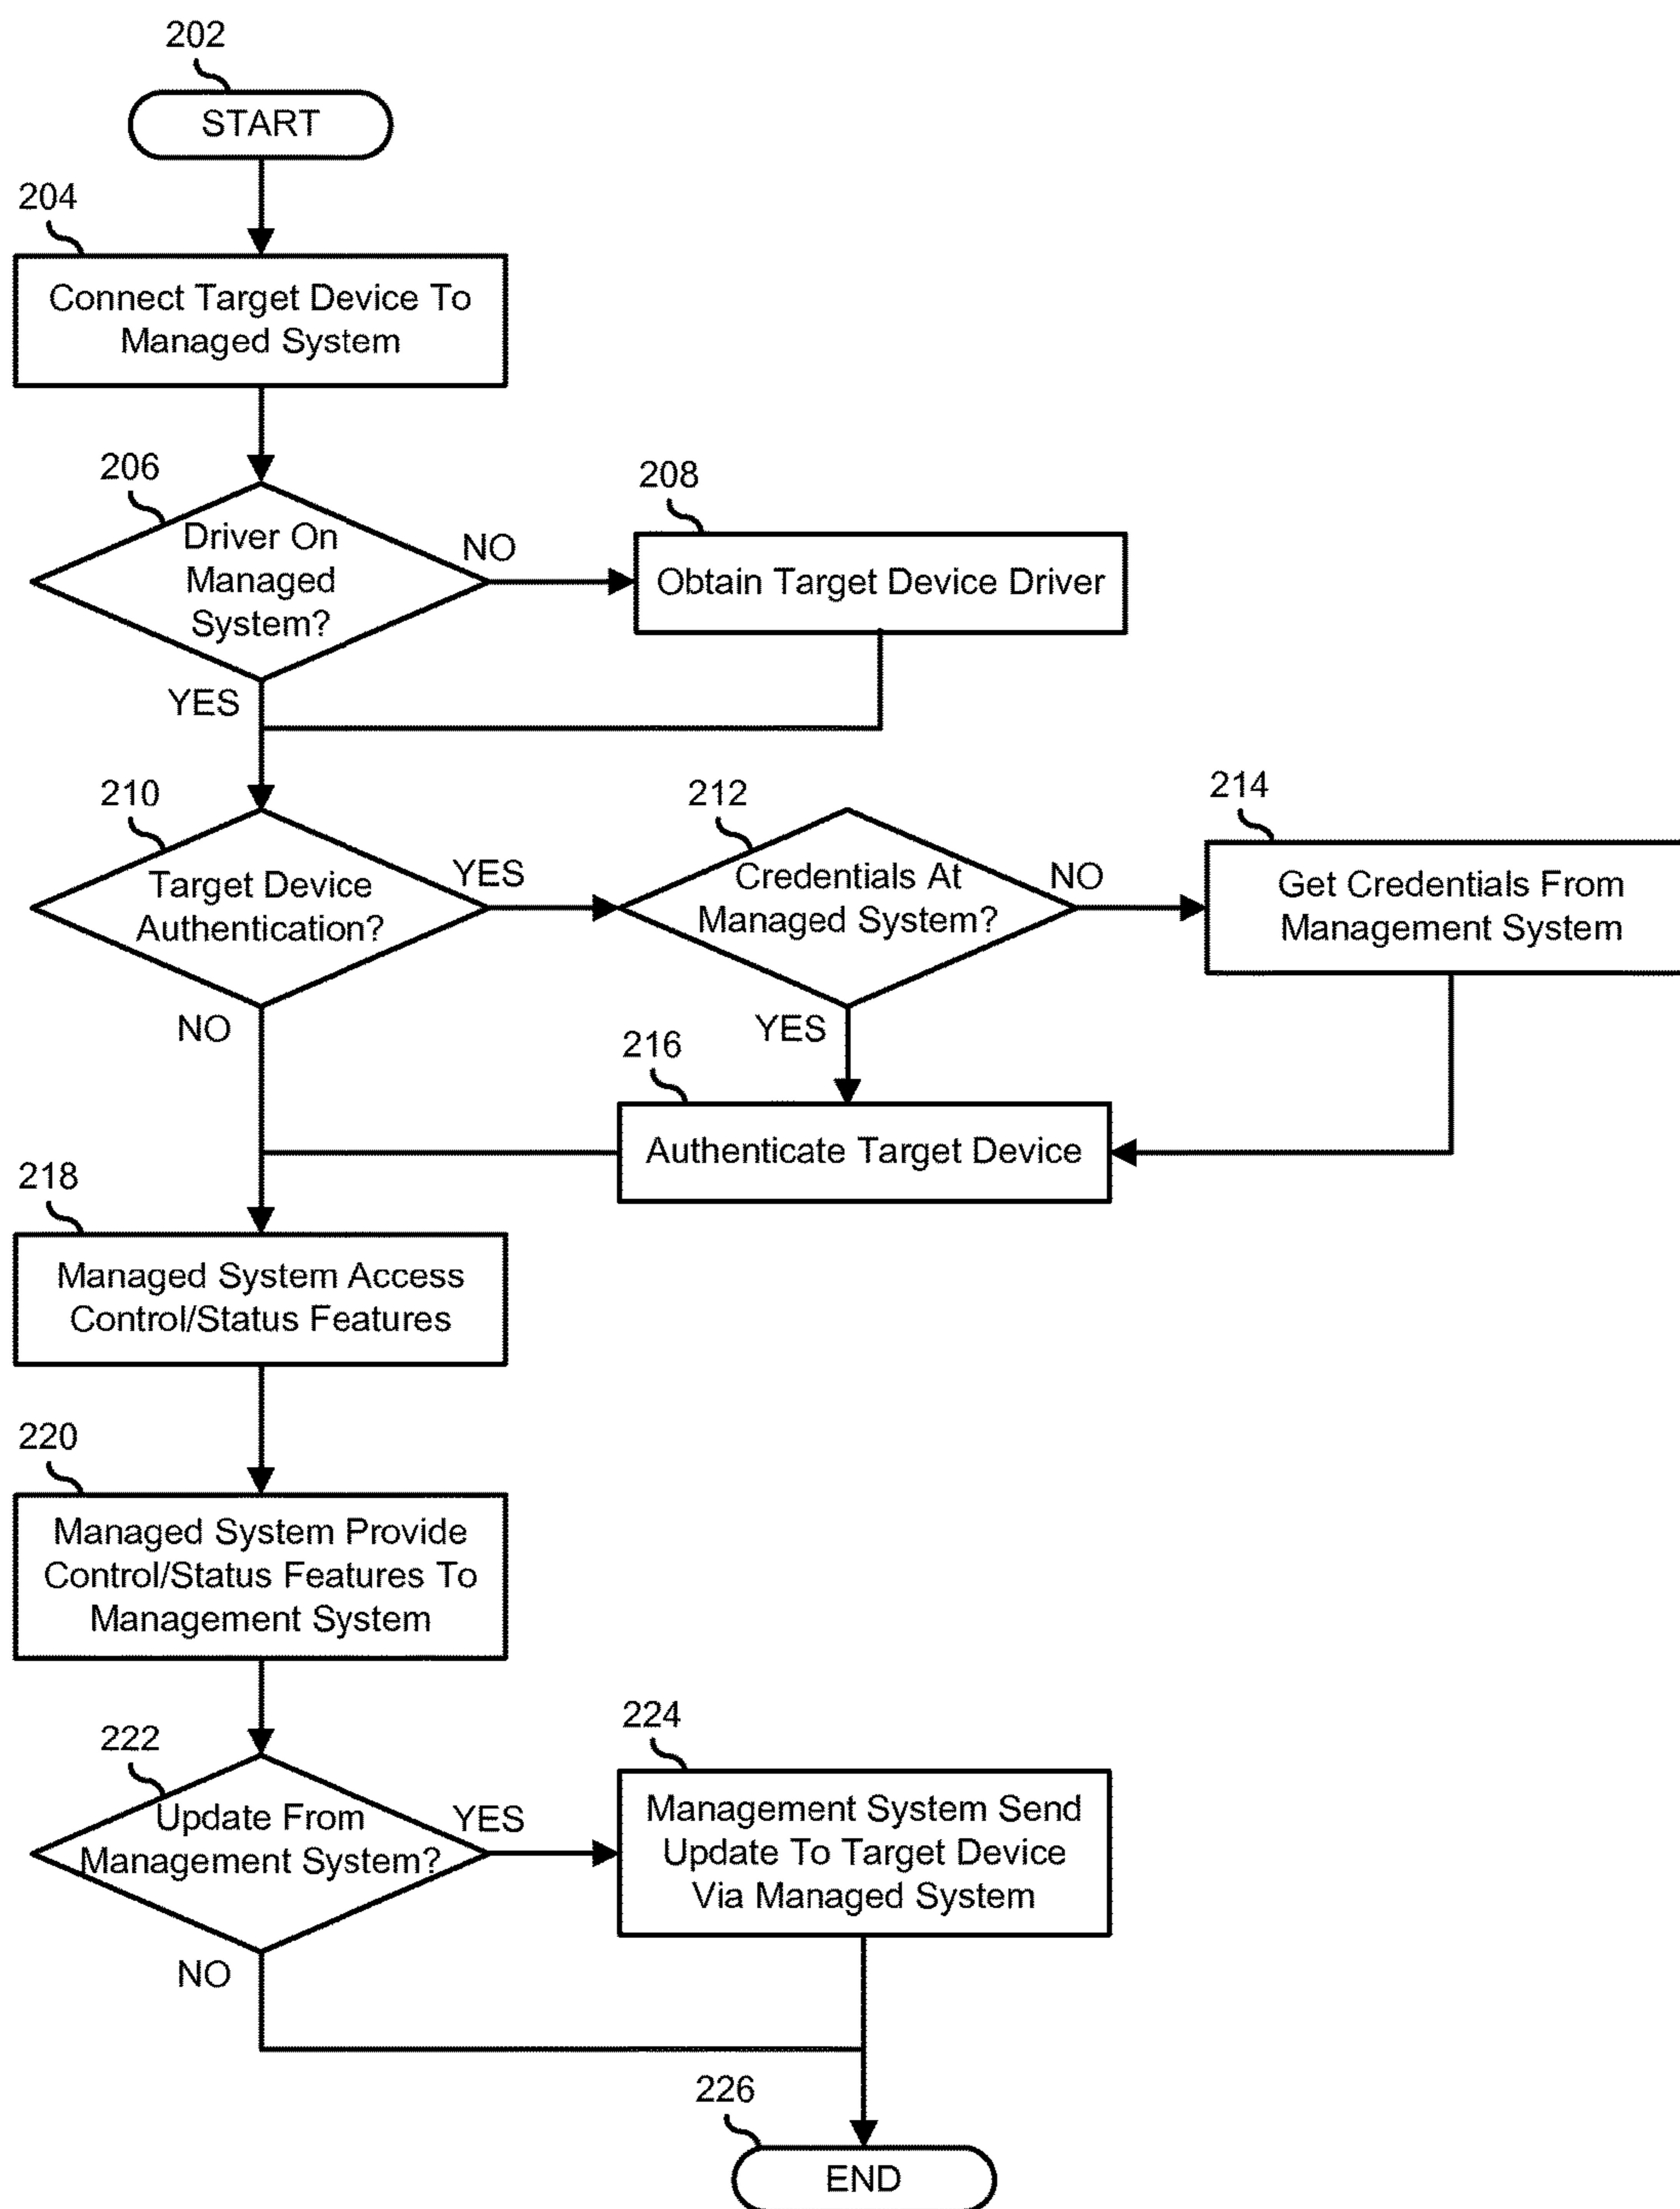 202
START
204
Connect Target Device To
Managed System
206
Driver On
Managed
System?
NO
YES
208
Obtain Target Device Driver
210
Target Device
Authentication?
YES
NO
212
Credentials At
Managed System?
NO
YES
214
Get Credentials From
Management System
216
Authenticate Target Device
218
Managed System Access
Control/Status Features
220
Managed System Provide
Control/Status Features To
Management System
222
Update From
Management System?
YES
NO
224
Management System Send
Update To Target Device
Via Managed System
226
END